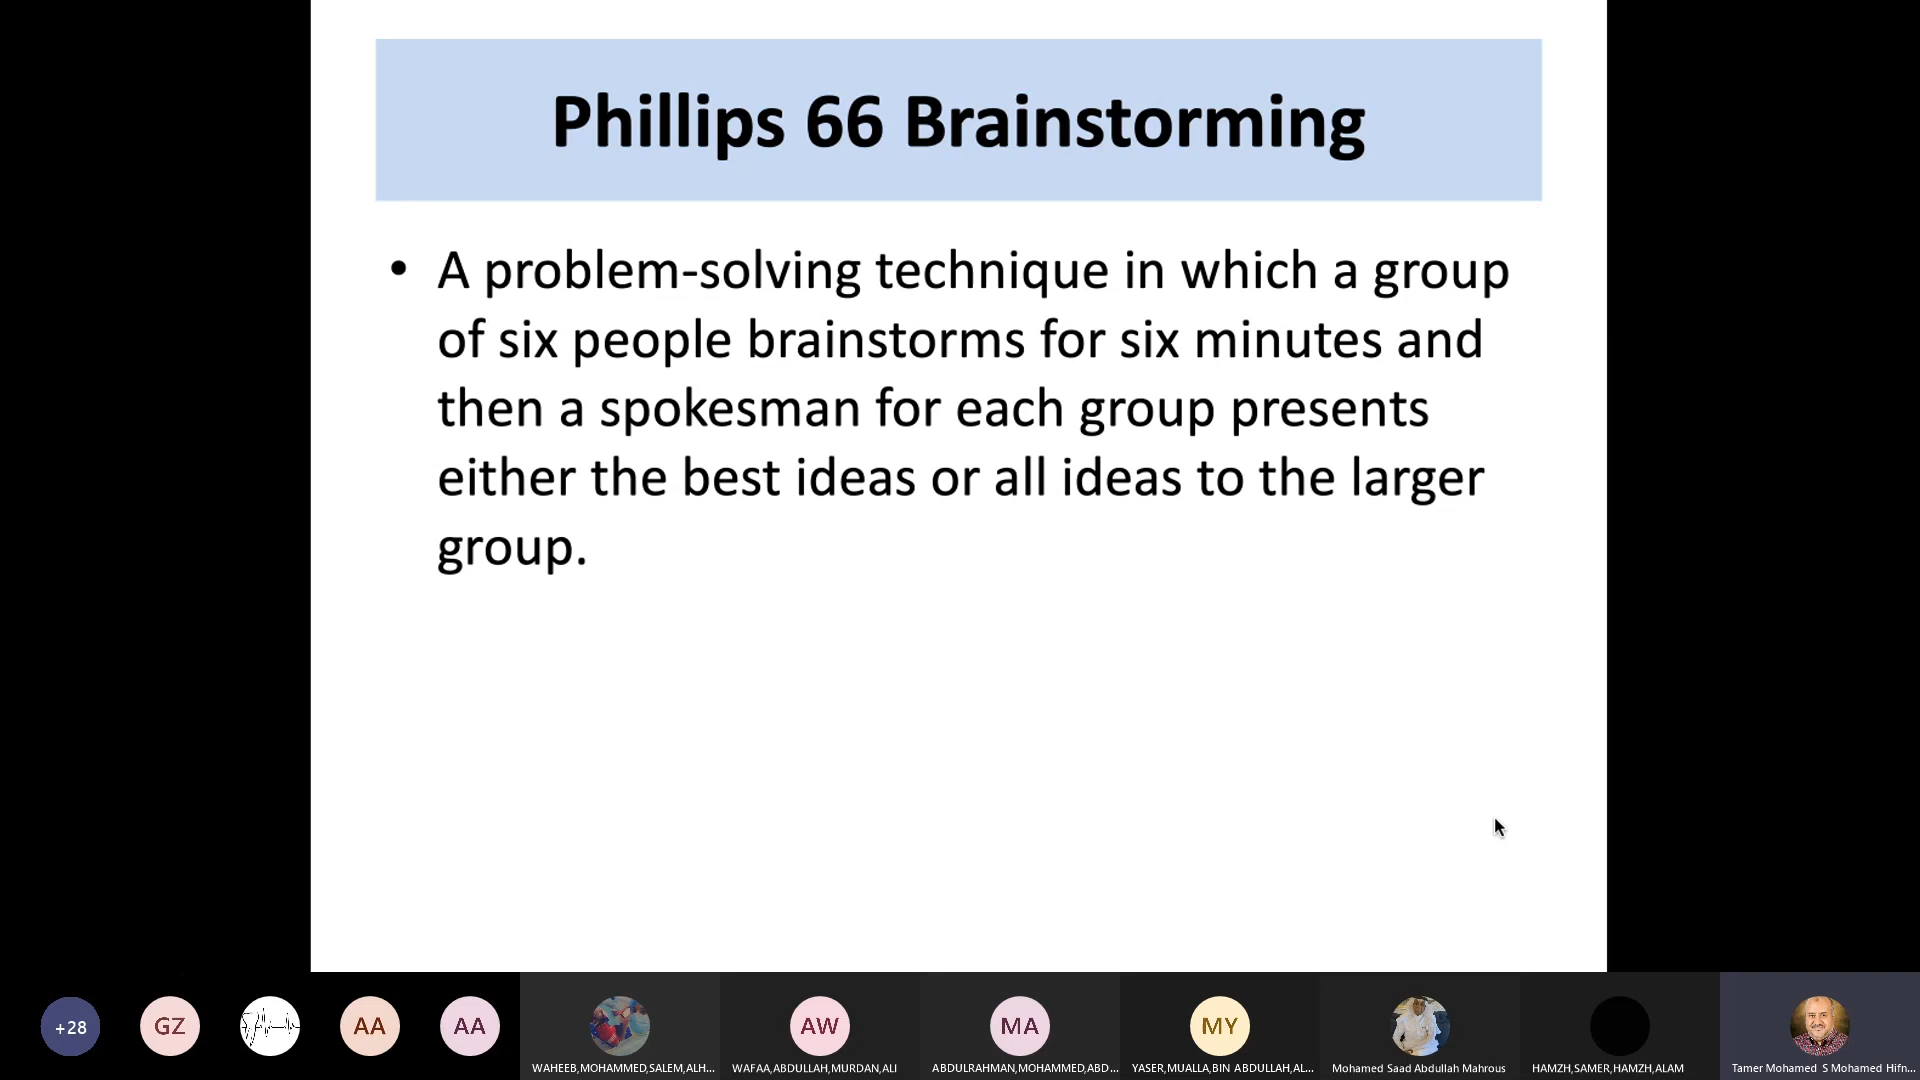 Phillips 66 Brainstorming
• A problem-solving technique in which a group
of six people brainstorms for six minutes and
then a spokesman for each group presents
either the best ideas or all ideas to the larger
group.
+28
GZ
AA
AA
AW
MA
MY
WAHEEB,MOHAMMED,SALEM,ALH...
WAFAA,ABDULLAH,MURDAN,ALI
ABDULRAHMAN,MOHAMMED,ABD...
YASER,MUALLA,BIN ABDULLAH,AL...
Mohamed Saad Abdullah Mahrous
HAMZH,SAMER,HAMZH,ALAM
Tamer Mohamed S Mohamed Hifn...